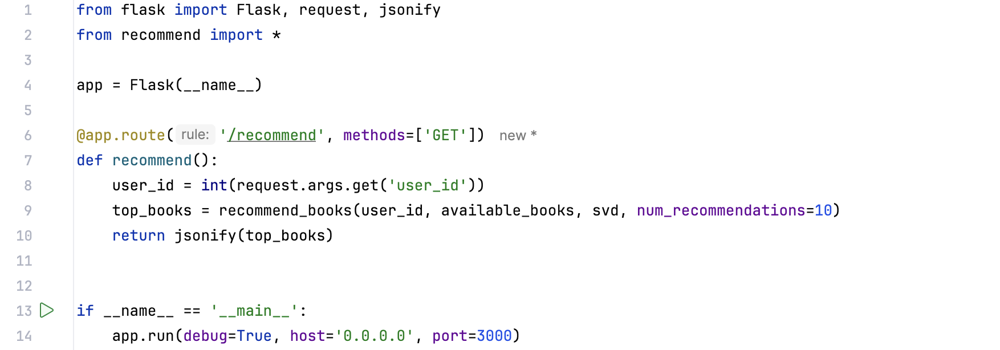 1 from flask import Flask, request, jsonify
2 from recommend import *
3
4 app = Flask(__name__)
5
6 @app.route( rule: '/recommend', methods=['GET']) new *
7 def recommend():
8     user_id = int(request.args.get('user_id'))
9     top_books = recommend_books(user_id, available_books, svd, num_recommendations=10)
10     return jsonify(top_books)
11
12
13 if __name__ == '__main__':
14     app.run(debug=True, host='0.0.0.0', port=3000)